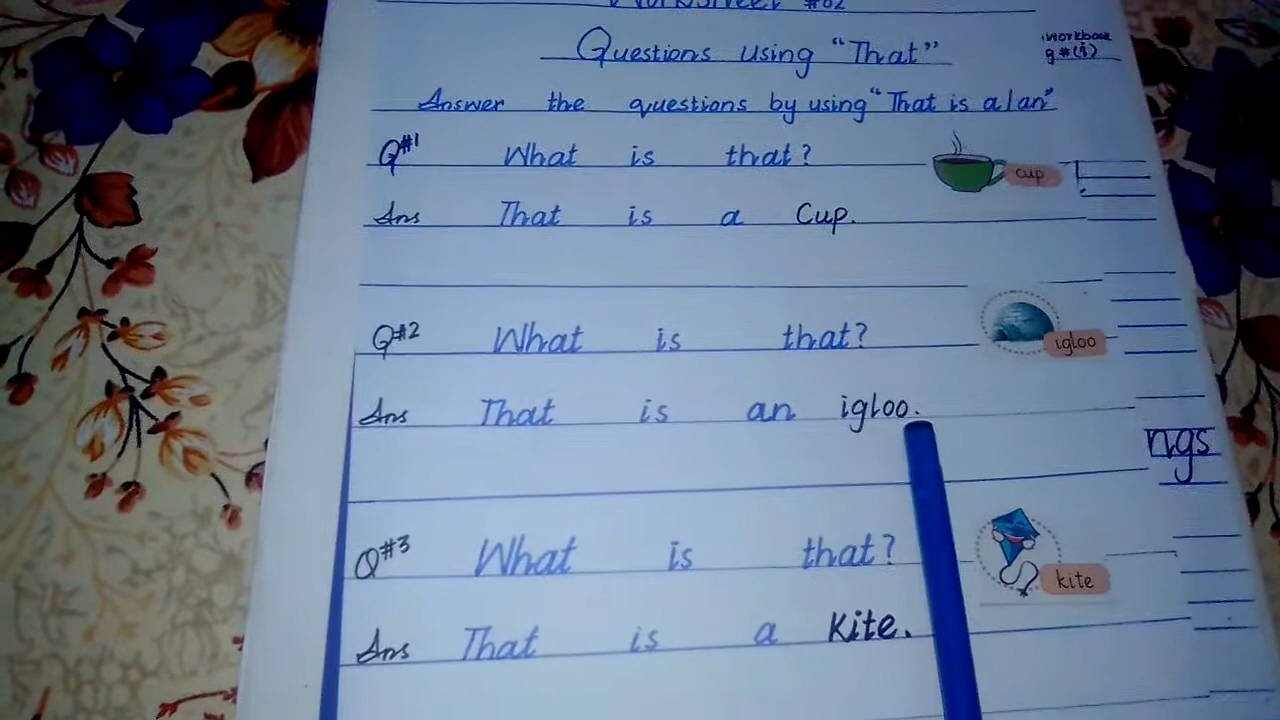 Worksheet #02
Questions using "That"
workbook
g#(i)
Answer the questions by using "That is a/an"
Q#1 What is that?
cup
Ans That is a Cup.
Q#2 What is that?
igloo
Ans That is an igloo.
ngs
Q#3 What is that?
kite
Ans That is a Kite.